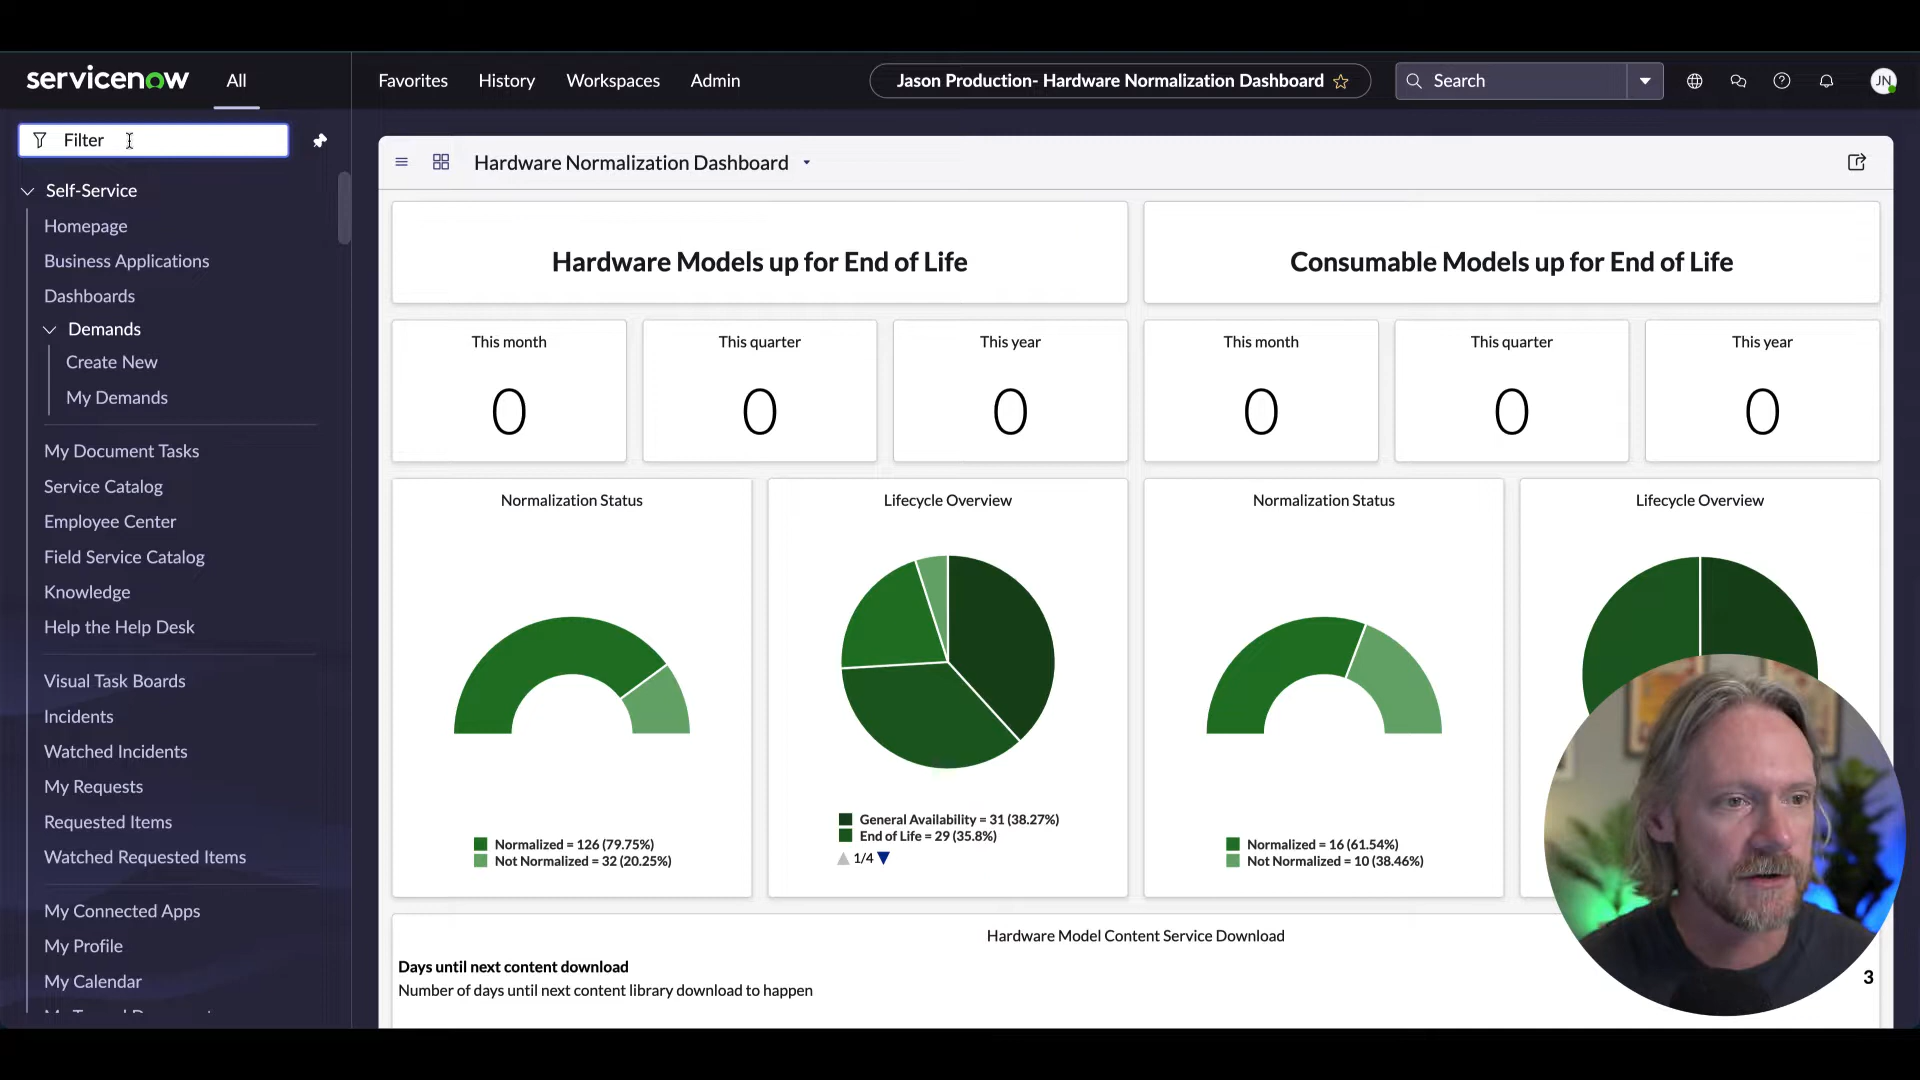 servicenow
All
Favorites
History
Workspaces
Admin
Jason Production- Hardware Normalization Dashboard
Search
JN
Filter
Self-Service
Homepage
Business Applications
Dashboards
Demands
Create New
My Demands
My Document Tasks
Service Catalog
Employee Center
Field Service Catalog
Knowledge
Help the Help Desk
Visual Task Boards
Incidents
Watched Incidents
My Requests
Requested Items
Watched Requested Items
My Connected Apps
My Profile
My Calendar
Hardware Normalization Dashboard
Hardware Models up for End of Life
Consumable Models up for End of Life
This month
This quarter
This year
This month
This quarter
This year
0
0
0
0
0
0
Normalization Status
Lifecycle Overview
Normalization Status
Lifecycle Overview
Normalized = 126 (79.75%)
Not Normalized = 32 (20.25%)
General Availability = 31 (38.27%)
End of Life = 29 (35.8%)
1/4
Normalized = 16 (61.54%)
Not Normalized = 10 (38.46%)
Hardware Model Content Service Download
Days until next content download
Number of days until next content library download to happen
3